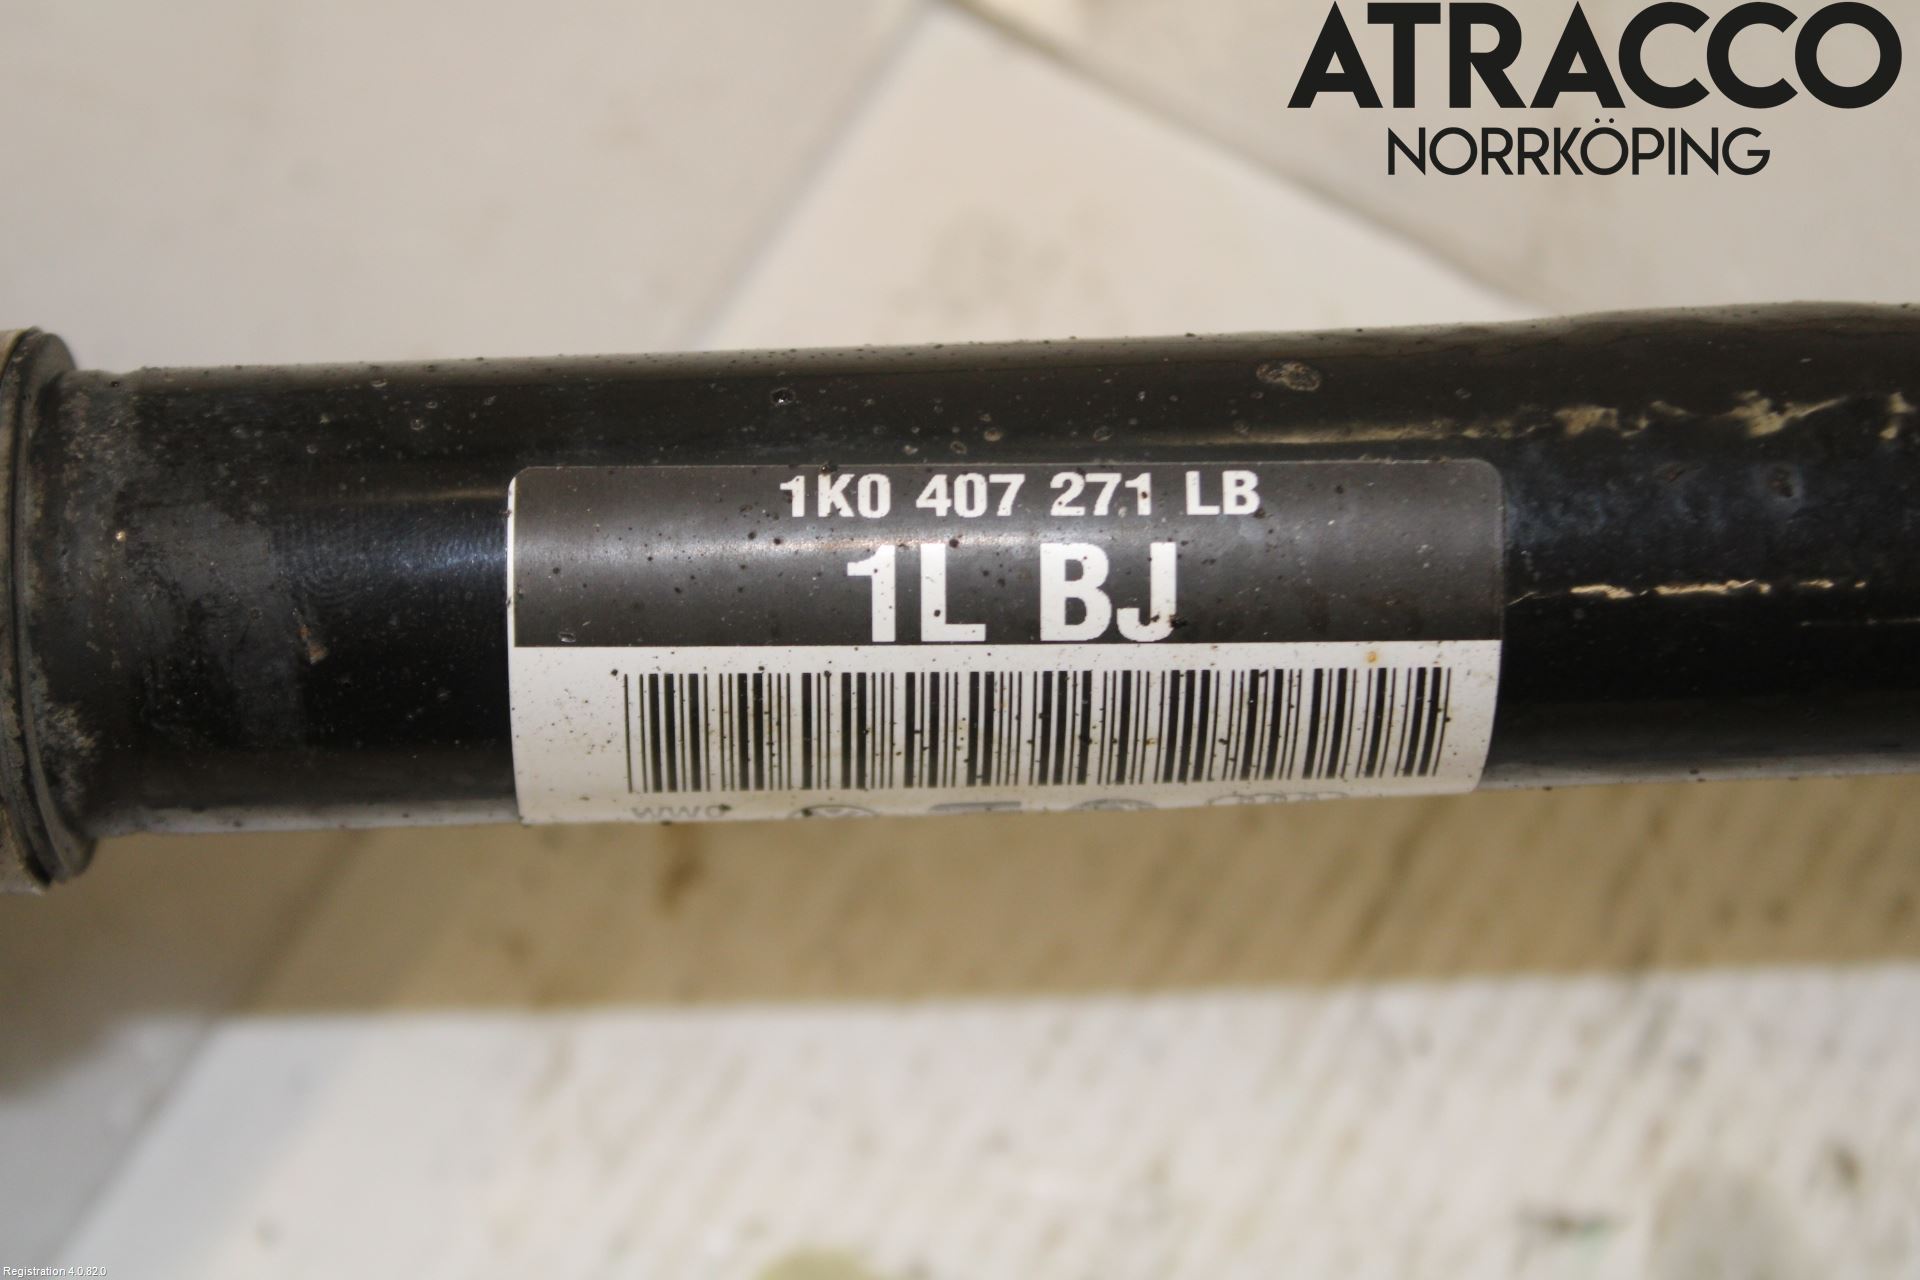 ATRACCO
NORRKÖPING
1K0 407 271 LB
1L BJ
Registration 4.0.82.0